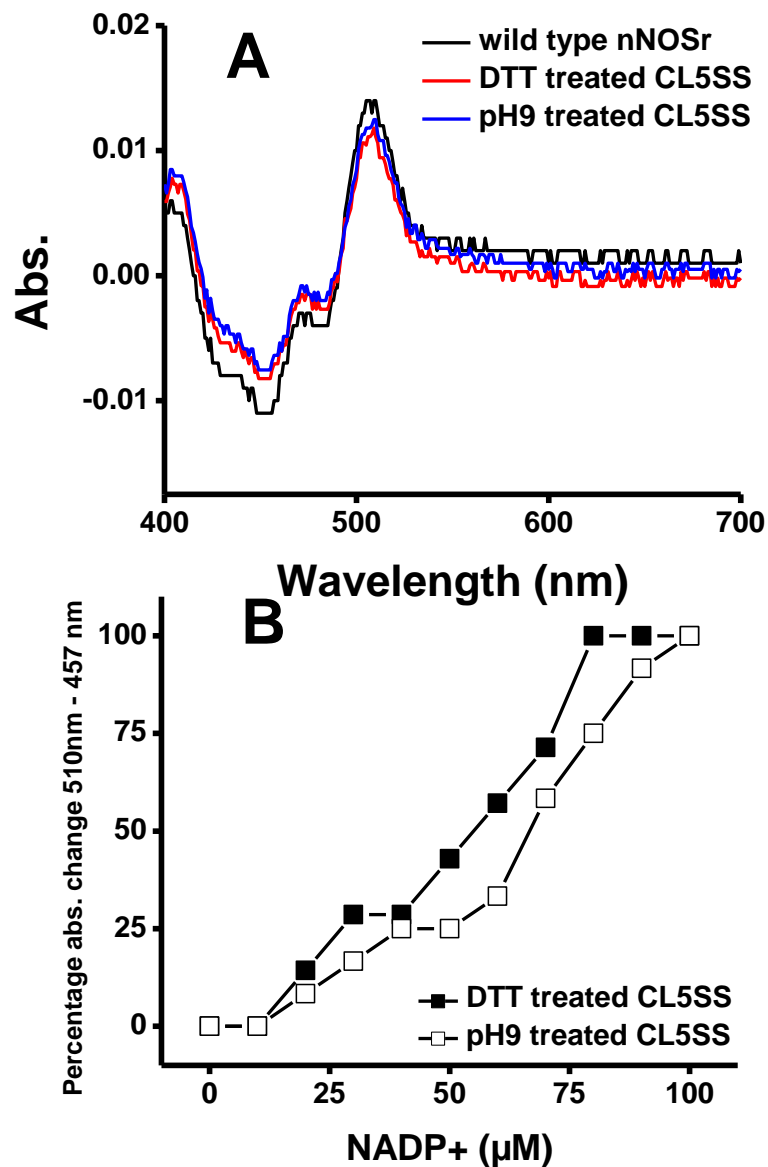 0.02
A
wild type nNOSr
DTT treated CL5SS
pH9 treated CL5SS
0.01
Abs.
0.00
-0.01
400 500 600 700
Wavelength (nm)
B
100
75
50
25
0
Percentage abs. change 510nm - 457 nm
DTT treated CL5SS
pH9 treated CL5SS
0 25 50 75 100
NADP+ (µM)